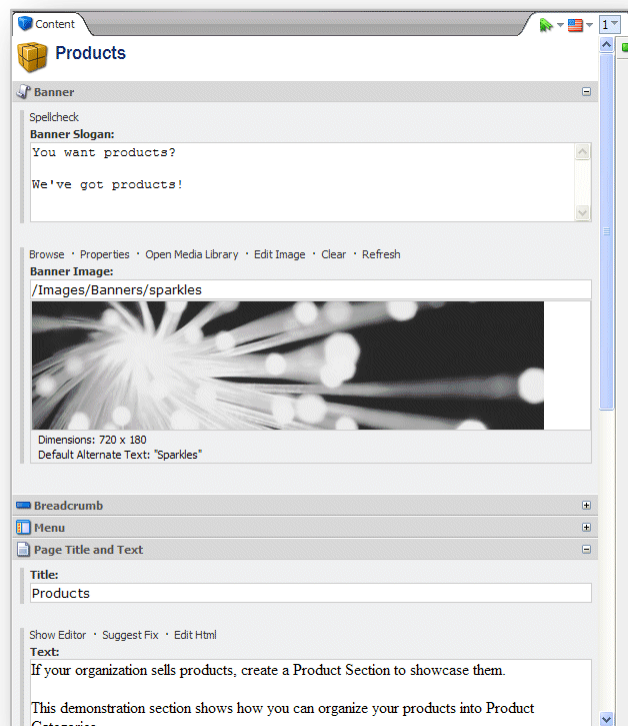 Content
1
Products
Banner
Spellcheck
Banner Slogan:
You want products?
We've got products!
Browse · Properties · Open Media Library · Edit Image · Clear · Refresh
Banner Image:
/Images/Banners/sparkles
Dimensions: 720 x 180
Default Alternate Text: "Sparkles"
Breadcrumb
Menu
Page Title and Text
Title:
Products
Show Editor · Suggest Fix · Edit Html
Text:
If your organization sells products, create a Product Section to showcase them.
This demonstration section shows how you can organize your products into Product
Categories